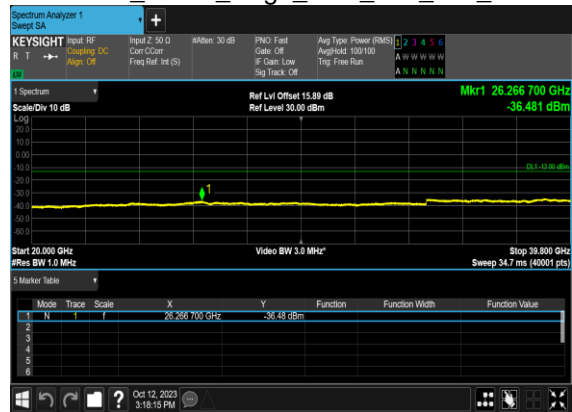 Spectrum Analyzer 1
Swept SA
+
KEYSIGHT Input: RF Input Z: 50 Ω #Atten: 30 dB PNO: Fast Avg Type: Power (RMS) 1 2 3 4 5 6
R T Coupling: DC Corr CCorr Gate: Off Avg|Hold: 100/100 A W W W W W
Align: Off Freq Ref: Int (S) IF Gain: Low Trig: Free Run
Sig Track: Off A N N N N N
1 Spectrum Ref Lvl Offset 15.89 dB Mkr1 26.266 700 GHz
Scale/Div 10 dB Ref Level 30.00 dBm -36.481 dBm
Log
20.0
10.0
0.00
-10.0 DL1 -13.00 dBm
-20.0
-30.0 1
-40.0
-50.0
-60.0
Start 20.000 GHz Video BW 3.0 MHz* Stop 39.800 GHz
#Res BW 1.0 MHz Sweep 34.7 ms (40001 pts)
5 Marker Table
Mode Trace Scale X Y Function Function Width Function Value
1 N 1 f 26.266 700 GHz -36.48 dBm
2
3
4
5
6
? Oct 12, 2023
3:18:15 PM